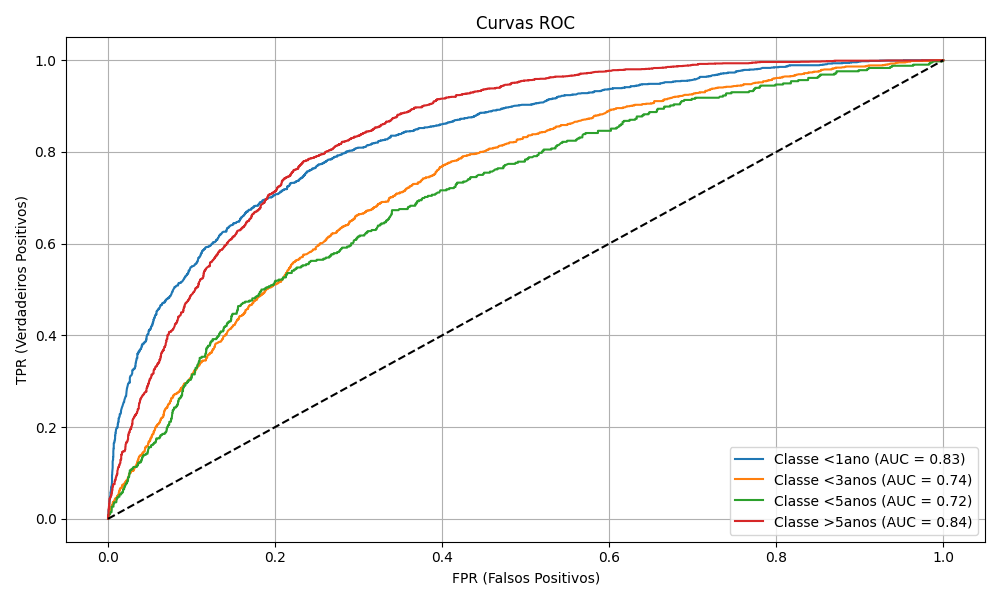 Curvas ROC
TPR (Verdadeiros Positivos)
1.0
0.8
0.6
0.4
0.2
0.0
0.0 0.2 0.4 0.6 0.8 1.0
FPR (Falsos Positivos)
Classe <1ano (AUC = 0.83)
Classe <3anos (AUC = 0.74)
Classe <5anos (AUC = 0.72)
Classe >5anos (AUC = 0.84)